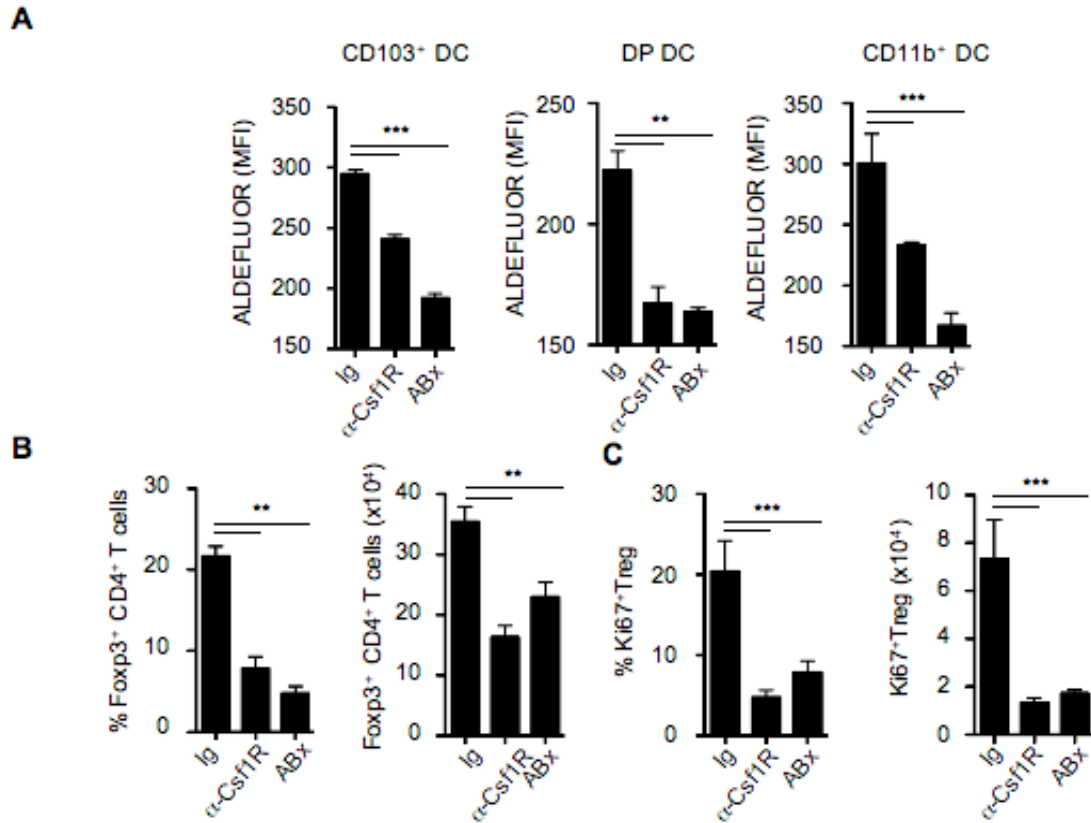 A
CD103⁺ DC
DP DC
CD11b⁺ DC
ALDEFLUOR (MFI)
350
300
250
200
150
***
Ig
α-Csf1R
ABx
ALDEFLUOR (MFI)
250
200
150
**
Ig
α-Csf1R
ABx
ALDEFLUOR (MFI)
350
300
250
200
150
***
Ig
α-Csf1R
ABx
B
% Foxp3⁺ CD4⁺ T cells
30
20
10
0
**
Ig
α-Csf1R
ABx
Foxp3⁺ CD4⁺ T cells (x10⁴)
40
30
20
10
0
**
Ig
α-Csf1R
ABx
C
% Ki67⁺Treg
30
20
10
0
***
Ig
α-Csf1R
ABx
Ki67⁺Treg (x10⁴)
10
8
6
4
2
0
***
Ig
α-Csf1R
ABx